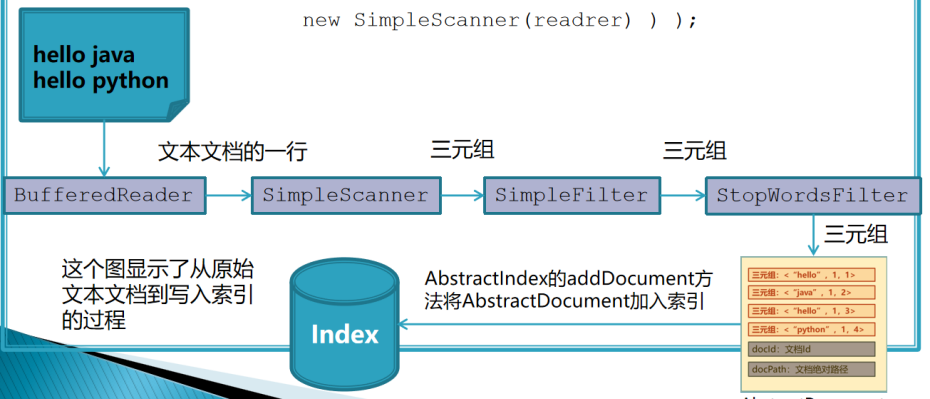 new SimpleScanner(readrer) ) );
hello java
hello python
文本文档的一行
三元组
三元组
BufferedReader
SimpleScanner
SimpleFilter
StopWordsFilter
三元组
这个图显示了从原始
文本文档到写入索引
的过程
Index
AbstractIndex的addDocument方
法将AbstractDocument加入索引
三元组: < "hello" , 1, 1>
三元组: < "java" , 1, 2>
三元组: < "hello" , 1, 3>
三元组: < "python" , 1, 4>
docId: 文档Id
docPath: 文档绝对路径